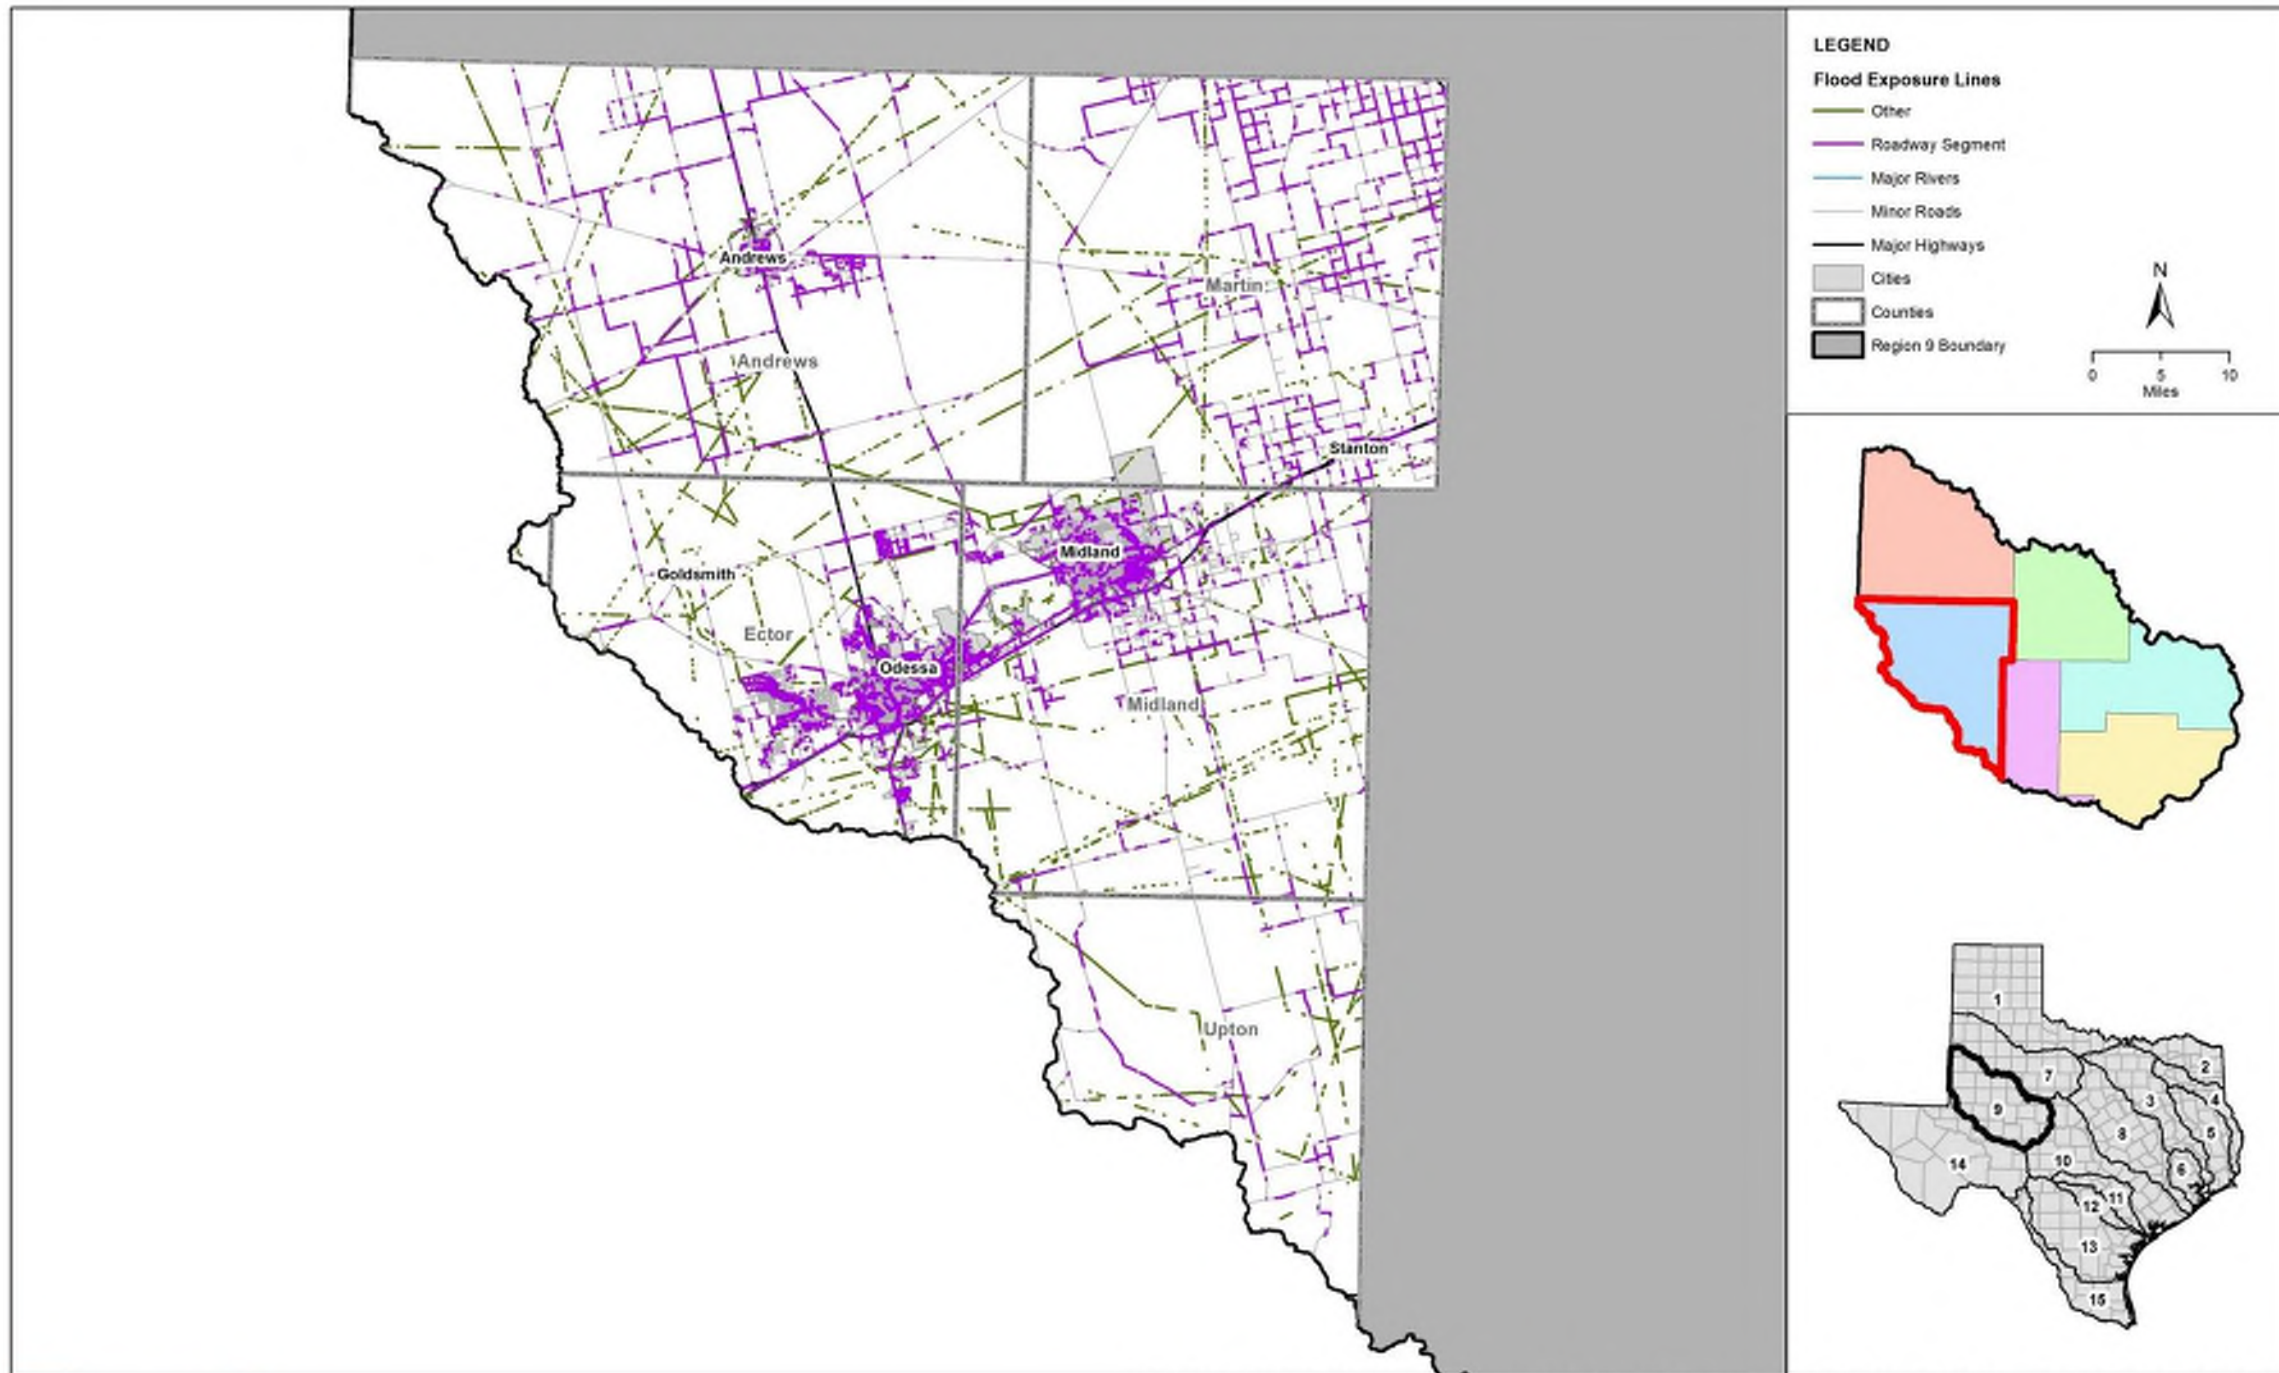 LEGEND
Flood Exposure Lines
Other
Roadway Segment
Major Rivers
Minor Roads
Major Highways
Cities
Counties
Region 9 Boundary
N
0 5 10
Miles
Andrews
Martin
Andrews
Stanton
Midland
Goldsmith
Ector
Odessa
Midland
Upton
1
2
7
3
4
9
8
5
14
10
6
11
12
13
15